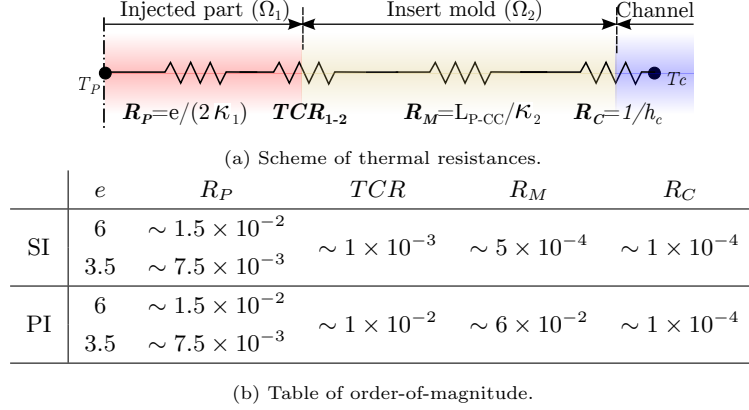 Injected part (Ω₁) Insert mold (Ω₂) Channel
T_P Tc
R_P=e/(2κ₁) TCR₁₋₂ R_M=L_P-CC/κ₂ R_C=1/h_c
(a) Scheme of thermal resistances.
e R_P TCR R_M R_C
SI 6 ∼ 1.5 × 10⁻² ∼ 1 × 10⁻³ ∼ 5 × 10⁻⁴ ∼ 1 × 10⁻⁴
3.5 ∼ 7.5 × 10⁻³
PI 6 ∼ 1.5 × 10⁻² ∼ 1 × 10⁻² ∼ 6 × 10⁻² ∼ 1 × 10⁻⁴
3.5 ∼ 7.5 × 10⁻³
(b) Table of order-of-magnitude.